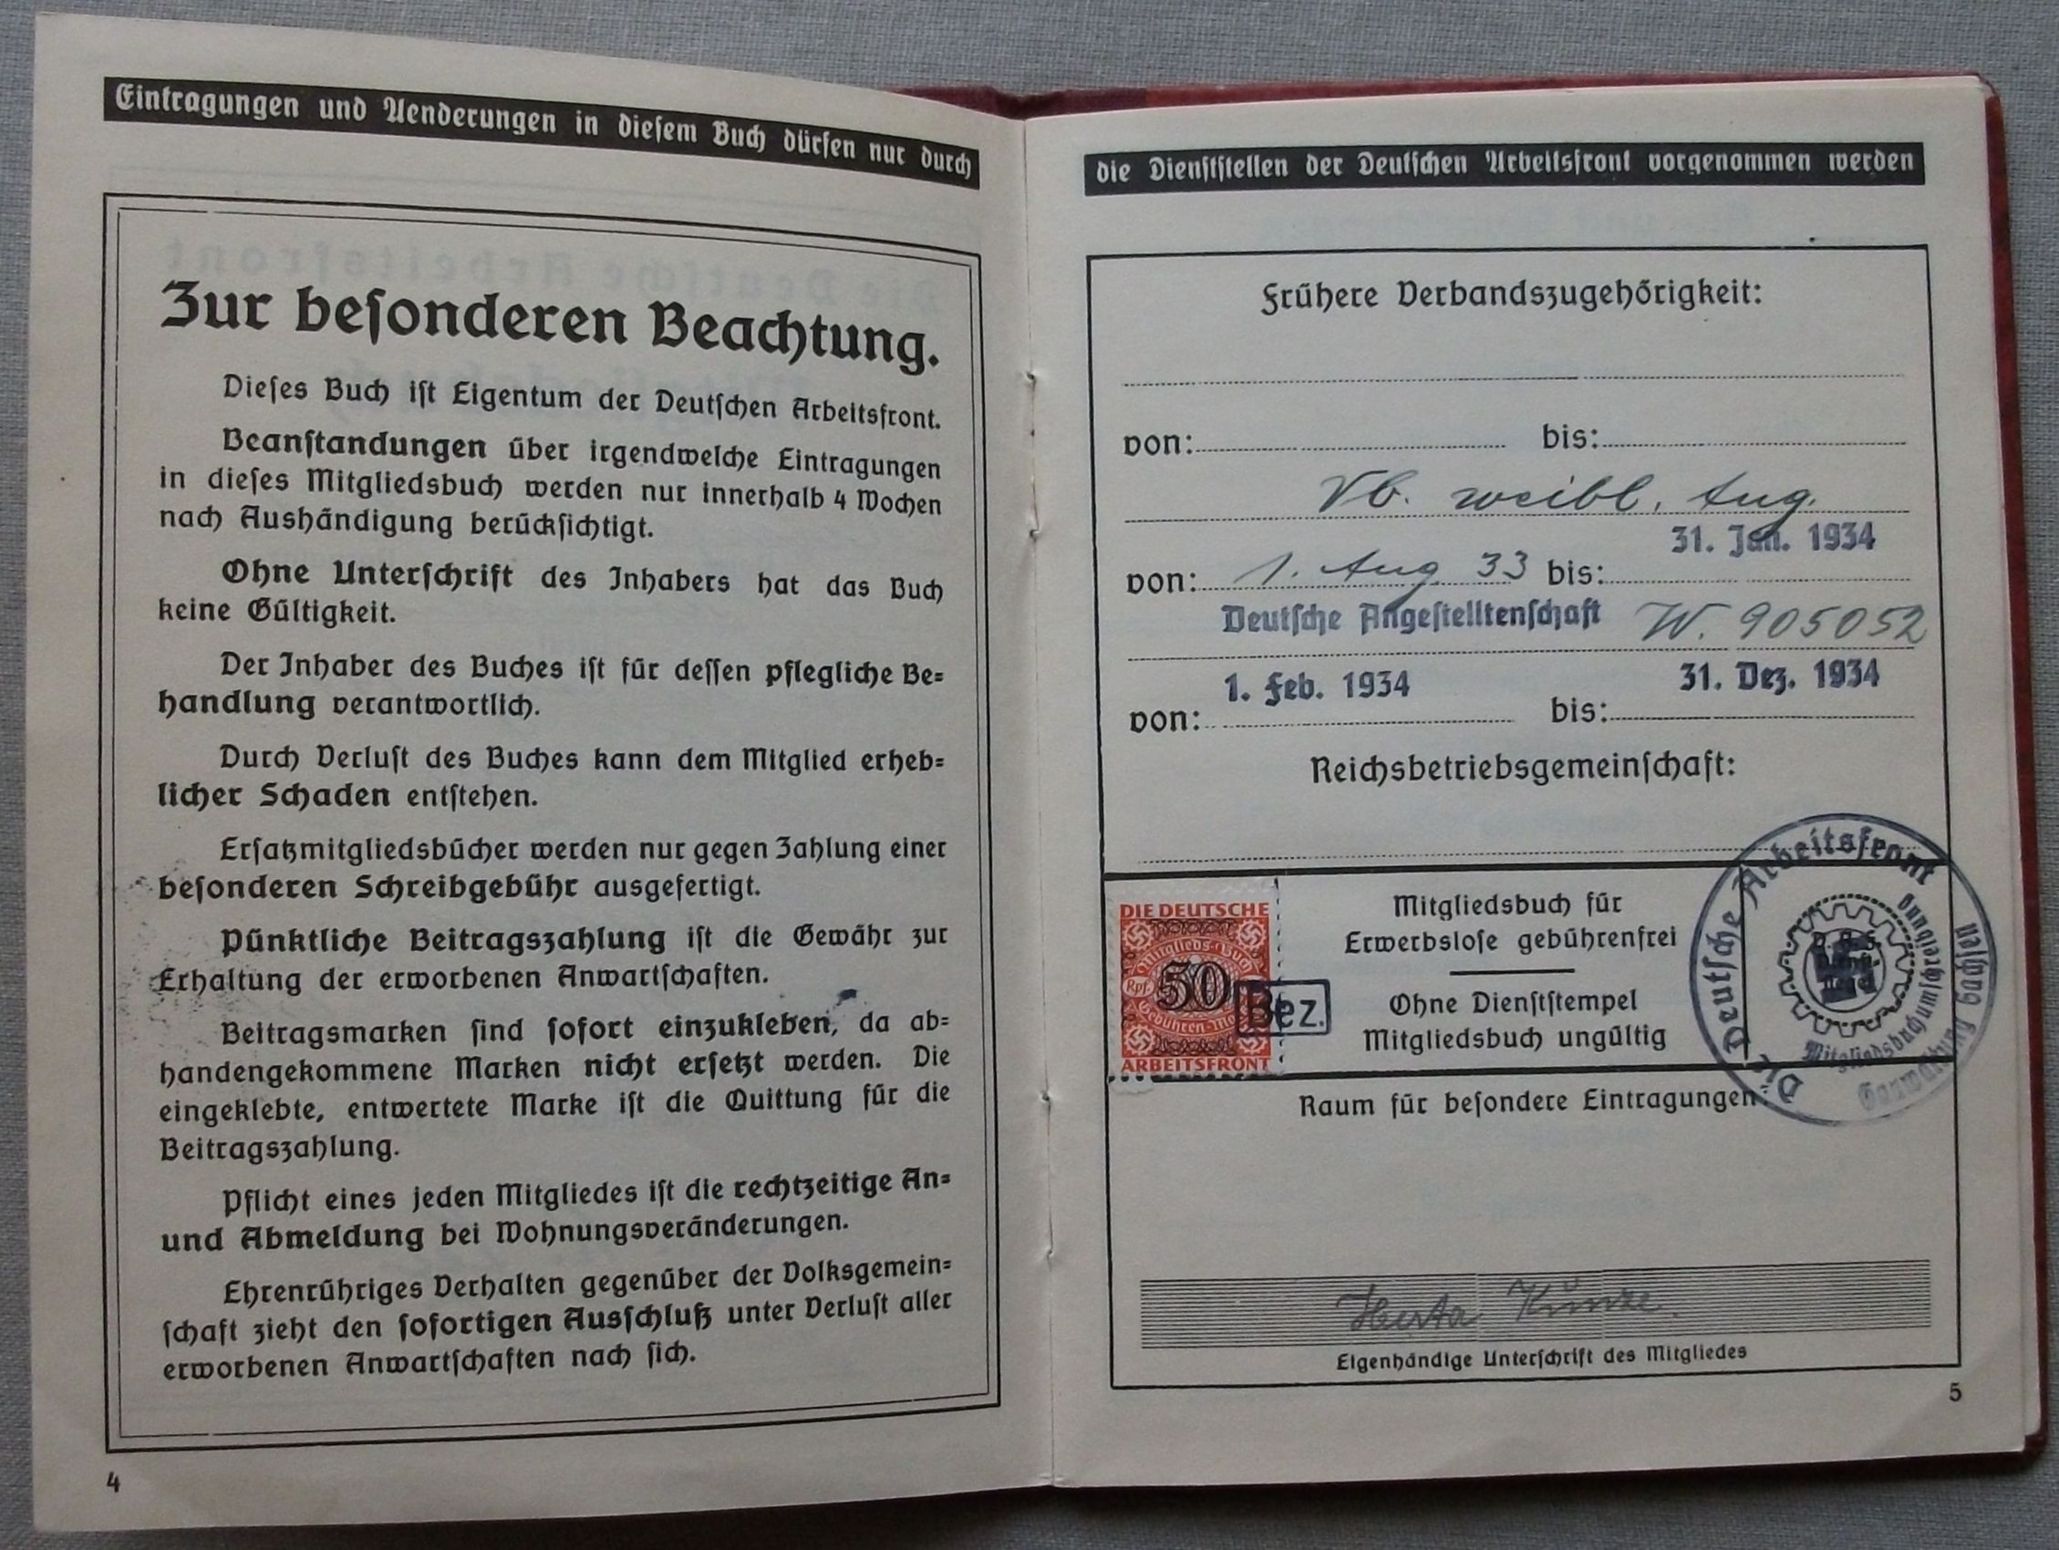 Eintragungen und Aenderungen in diesem Buch dürfen nur durch
Zur besonderen Beachtung.
Dieses Buch ist Eigentum der Deutschen Arbeitsfront.
Beanstandungen über irgendwelche Eintragungen
in dieses Mitgliedsbuch werden nur innerhalb 4 Wochen
nach Aushändigung berücksichtigt.
Ohne Unterschrift des Inhabers hat das Buch
keine Gültigkeit.
Der Inhaber des Buches ist für dessen pflegliche Be-
handlung verantwortlich.
Durch Verlust des Buches kann dem Mitglied erheb-
licher Schaden entstehen.
Ersatzmitgliedsbücher werden nur gegen Zahlung einer
besonderen Schreibgebühr ausgefertigt.
Pünktliche Beitragszahlung ist die Gewähr zur
Erhaltung der erworbenen Anwartschaften.
Beitragsmarken sind sofort einzukleben, da ab-
handengekommene Marken nicht ersetzt werden. Die
eingeklebte, entwertete Marke ist die Quittung für die
Beitragszahlung.
Pflicht eines jeden Mitgliedes ist die rechtzeitige An-
und Abmeldung bei Wohnungsveränderungen.
Ehrenrühriges Verhalten gegenüber der Volksgemein-
schaft zieht den sofortigen Ausschluß unter Verlust aller
erworbenen Anwartschaften nach sich.
4
die Dienststellen der Deutschen Arbeitsfront vorgenommen werden
Frühere Verbandszugehörigkeit:
von: bis:
Vb. weibl. Ang.
31. Jan. 1934
von: 1. Aug 33 bis:
Deutsche Angestelltenschaft W. 905052
1. Feb. 1934 31. Dez. 1934
von: bis:
Reichsbetriebsgemeinschaft:
DIE DEUTSCHE
Mitglieds-Buch
Rpf. 50
Gebühren-
ARBEITSFRONT
Bez.
Mitgliedsbuch für
Erwerbslose gebührenfrei
Ohne Dienststempel
Mitgliedsbuch ungültig
Die Deutsche Arbeitsfront
Gauwaltung Sachsen
Mitgliedsbuchumschreibung
Raum für besondere Eintragungen:
Herta Künze.
Eigenhändige Unterschrift des Mitgliedes
5